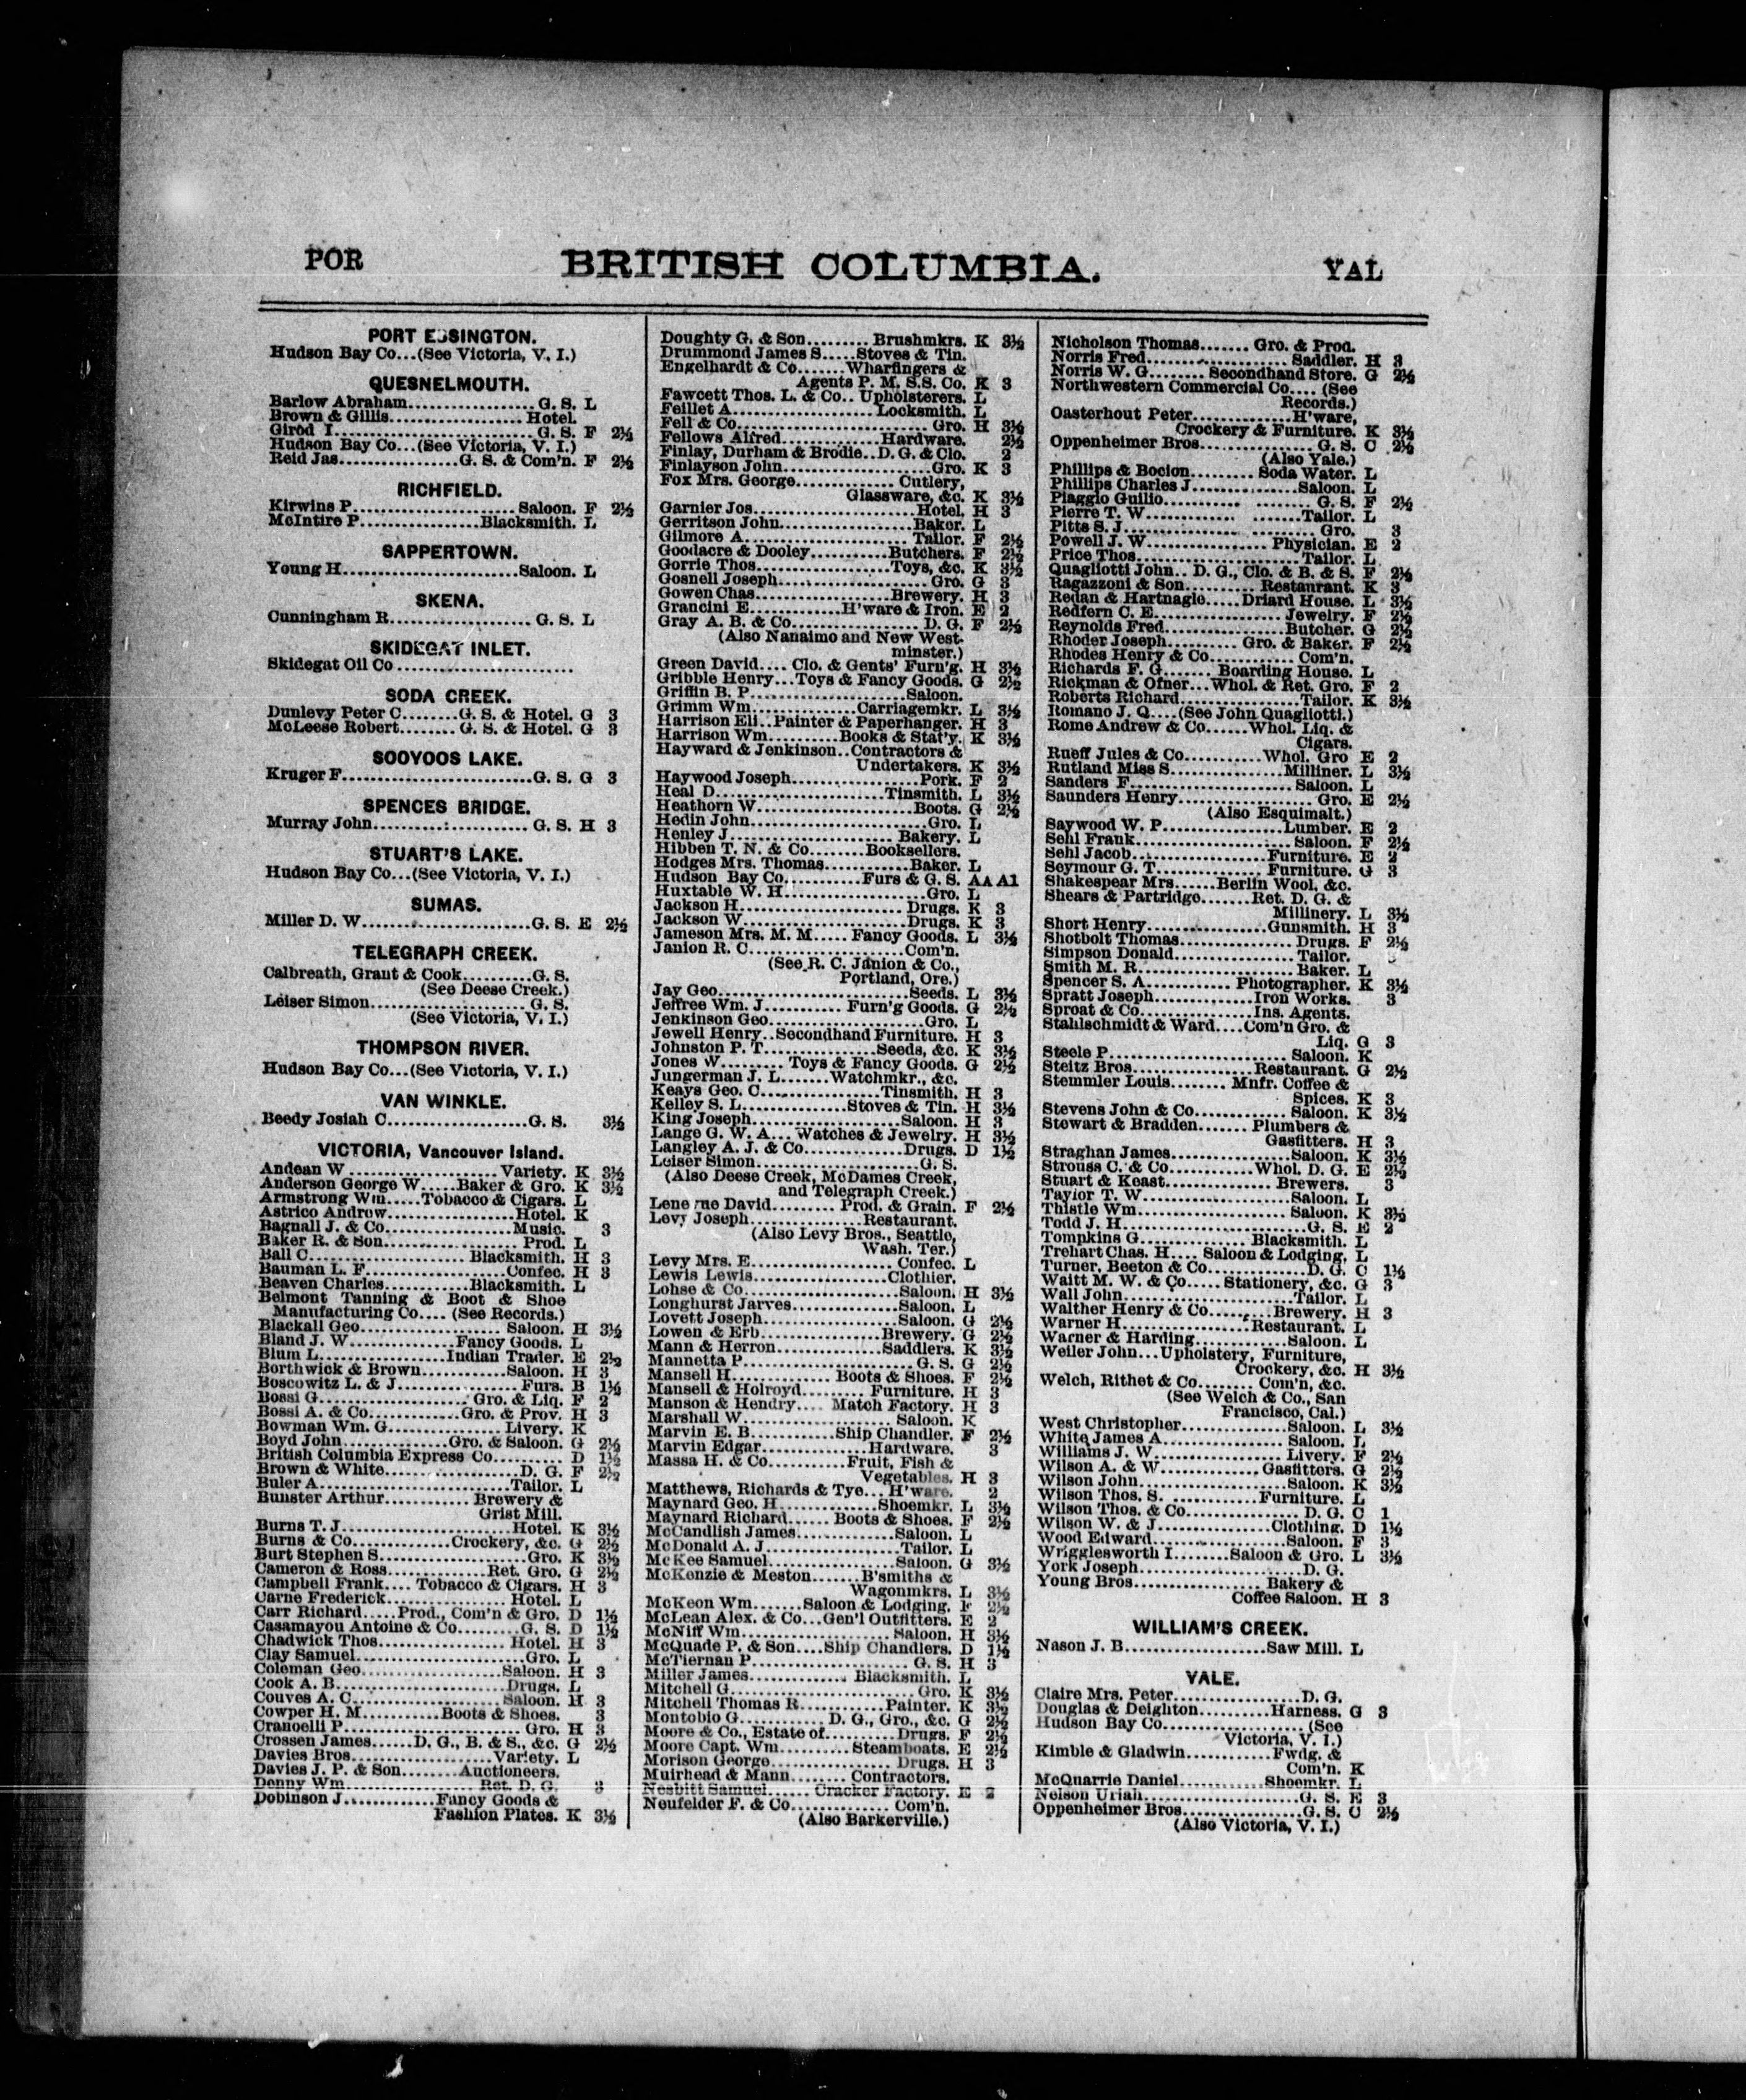 POR BRITISH COLUMBIA. YAL
PORT ESSINGTON.
Hudson Bay Co...(See Victoria, V. I.)
QUESNELMOUTH.
Barlow Abraham..................G. S. L
Brown & Gillis................... Hotel.
Girod I............................G. S. F 2½
Hudson Bay Co...(See Victoria, V. I.)
Reid Jas.................G. S. & Com'n. F 2½
RICHFIELD.
Kirwins P........................Saloon. F 2½
McIntire P.................Blacksmith. L
SAPPERTOWN.
Young H.........................Saloon. L
SKENA.
Cunningham R.................... G. S. L
SKIDEGAT INLET.
Skidegat Oil Co .........................
SODA CREEK.
Dunlevy Peter C........G. S. & Hotel. G 3
McLeese Robert........ G. S. & Hotel. G 3
SOOYOOS LAKE.
Kruger F...........................G. S. G 3
SPENCES BRIDGE.
Murray John...................... G. S. H 3
STUART'S LAKE.
Hudson Bay Co...(See Victoria, V. I.)
SUMAS.
Miller D. W........................G. S. E 2½
TELEGRAPH CREEK.
Calbreath, Grant & Cook..........G. S.
(See Deese Creek.)
Leiser Simon....................... G. S.
(See Victoria, V. I.)
THOMPSON RIVER.
Hudson Bay Co...(See Victoria, V. I.)
VAN WINKLE.
Beedy Josiah C....................G. S. 3½
VICTORIA, Vancouver Island.
Andean W ..................... Variety. K 3½
Anderson George W.....Baker & Gro. K 3½
Armstrong Wm.....Tobacco & Cigars. L
Astrico Andrew..................Hotel. K
Bagnall J. & Co..................Music. 3
Baker R. & Son................... Prod. L
Ball C...................... Blacksmith. H 3
Bauman L. F....................Confec. H 3
Beaven Charles............Blacksmith. L
Belmont Tanning & Boot & Shoe
Manufacturing Co.... (See Records.)
Blackall Geo..................... Saloon. H 3½
Bland J. W...............Fancy Goods. L
Blum L..................Indian Trader. E 2½
Borthwick & Brown............Saloon. H 3
Boscowitz L. & J.................Furs. B 1½
Bossi G......................Gro. & Liq. F 2
Bossi A. & Co.............Gro. & Prov. H 3
Bowman Wm. G................Livery. K
Boyd John...............Gro. & Saloon. G 2½
British Columbia Express Co.......... D 1½
Brown & White...................D. G. F 2½
Buler A...........................Tailor. L
Bunster Arthur............ Brewery &
Grist Mill.
Burns T. J........................Hotel. K 3½
Burns & Co..............Crockery, &c. G 2½
Burt Stephen S....................Gro. K 3½
Cameron & Ross..............Ret. Gro. G 2½
Campbell Frank.... Tobacco & Cigars. H 3
Carne Frederick................. Hotel. L
Carr Richard.....Prod., Com'n & Gro. D 1½
Casamayou Antoine & Co.........G. S. D 1½
Chadwick Thos.................. Hotel. H 3
Clay Samuel........................Gro. L
Coleman Geo....................Saloon. H 3
Cook A. B........................Drugs. L
Couves A. C.....................Saloon. H 3
Cowper H. M...........Boots & Shoes. 3
Cranoelli P........................ Gro. H 3
Crossen James......D. G., B. & S., &c. G 2½
Davies Bros....................Variety. L
Davies J. P. & Son........Auctioneers.
Denny Wm...................Ret. D. G. 3
Dobinson J.............Fancy Goods &
Fashion Plates. K 3½
Doughty G. & Son......... Brushmkrs. K 3½
Drummond James S.....Stoves & Tin.
Engelhardt & Co.......Wharfingers &
Agents P. M. S.S. Co. K 3
Fawcett Thos. L. & Co.. Upholsterers. L
Feillet A....................Locksmith. L
Fell & Co...........................Gro. H 3½
Fellows Alfred..............Hardware. 2½
Finlay, Durham & Brodie..D. G. & Clo. 2
Finlayson John.....................Gro. K 3
Fox Mrs. George.............. Cutlery,
Glassware, &c. K 3½
Garnier Jos.......................Hotel. H 3
Gerritson John...................Baker. L
Gilmore A........................ Tailor. F 2½
Goodacre & Dooley...........Butchers. F 2½
Gorrie Thos...................Toys, &c. K 3½
Gosnell Joseph..................... Gro. G 3
Gowen Chas....................Brewery. H 3
Grancini E.............H'ware & Iron. E 2
Gray A. B. & Co.................. D. G. F 2½
(Also Nanaimo and New West-
minster.)
Green David.... Clo. & Gents' Furn'g. H 3½
Gribble Henry...Toys & Fancy Goods. G 2½
Griffin B. P......................Saloon.
Grimm Wm...............Carriagemkr. L 3½
Harrison Eli..Painter & Paperhanger. H 3
Harrison Wm..........Books & Stat'y. K 3½
Hayward & Jenkinson..Contractors &
Undertakers. K 3½
Haywood Joseph..................Pork. F 2
Heal D........................Tinsmith. L 3½
Heathorn W.......................Boots. G 2½
Hedin John.........................Gro. L
Henley J....................... Bakery. L
Hibben T. N. & Co........Booksellers.
Hodges Mrs. Thomas............Baker. L
Hudson Bay Co...........Furs & G. S. AA A1
Huxtable W. H.....................Gro. L
Jackson H....................... Drugs. K 3
Jackson W........................Drugs. K 3
Jameson Mrs. M. M..... Fancy Goods. L 3½
Janion R. C......................Com'n.
(See R. C. Janion & Co.,
Portland, Ore.)
Jay Geo...........................Seeds. L 3½
Jeffree Wm. J........... Furn'g Goods. G 2½
Jenkinson Geo......................Gro. L
Jewell Henry..Secondhand Furniture. H 3
Johnston P. T................Seeds, &c. K 3½
Jones W......... Toys & Fancy Goods. G 2½
Jungerman J. L.......Watchmkr., &c.
Keays Geo. C.................Tinsmith. H 3
Kelley S. L...............Stoves & Tin. H 3½
King Joseph.....................Saloon. H 3
Lange G. W. A... Watches & Jewelry. H 3½
Langley A. J. & Co..............Drugs. D 1½
Leiser Simon.......................G. S.
(Also Deese Creek, McDames Creek,
and Telegraph Creek.)
David......... Prod. & Grain. F 2½
Levy Joseph................Restaurant.
(Also Levy Bros., Seattle,
Wash. Ter.)
Levy Mrs. E.................... Confec. L
Lewis Lewis...................Clothier.
Lohse & Co.....................Saloon. H 3½
Longhurst Jarves...............Saloon. L
Lovett Joseph...................Saloon. G 2½
Lowen & Erb.................Brewery. G 2½
Mann & Herron...............Saddlers. K 3½
Mannetta P........................G. S. G 2½
Mansell H............... Boots & Shoes. F 2½
Mansell & Holroyd......... Furniture. H 3
Manson & Hendry.... Match Factory. H 3
Marshall W..................... Saloon. K
Marvin E. B............Ship Chandler. F 2½
Marvin Edgar................Hardware. 3
Massa H. & Co...........Fruit, Fish &
Vegetables. H 3
Matthews, Richards & Tye... H'ware. 2
Maynard Geo. H..............Shoemkr. L 3½
Maynard Richard...... Boots & Shoes. F 2½
McCandlish James..............Saloon. L
McDonald A. J...................Tailor. L
McKee Samuel..................Saloon. G 3½
McKenzie & Meston.......B'smiths &
Wagonmkrs. L 3½
McKeon Wm.......Saloon & Lodging. F 2½
McLean Alex. & Co...Gen'l Outfitters. E 2
McNiff Wm......................Saloon. H 3½
McQuade P. & Son....Ship Chandlers. D 1½
McTiernan P.......................G. S. H 3
Miller James............... Blacksmith. L
Mitchell G...........................Gro. K 3½
Mitchell Thomas R............Painter. K 3½
Montobio G............ D. G., Gro., &c. G 2½
Moore & Co., Estate of..........Drugs. F 2½
Moore Capt. Wm..........Steamboats. E 2½
Morison George.................. Drugs. H 3
Muirhead & Mann........ Contractors.
Nesbitt Samuel...... Cracker Factory. E 2
Neufelder F. & Co.............. Com'n.
(Also Barkerville.)
Nicholson Thomas....... Gro. & Prod.
Norris Fred.................... Saddler. H 3
Norris W. G........ Secondhand Store. G 2½
Northwestern Commercial Co.... (See
Records.)
Oasterhout Peter..............H'ware,
Crockery & Furniture. K 3½
Oppenheimer Bros.................G. S. C 2½
(Also Yale.)
Phillips & Bocion......... Soda Water. L
Phillips Charles J...............Saloon. L
Piaggio Guilio..................... G. S. F 2½
Pierre T. W......................Tailor. L
Pitts S. J........................... Gro. 3
Powell J. W.................. Physician. E 2
Price Thos........................Tailor. L
Quagliotti John.. D. G., Clo. & B. & S. F 2½
Ragazzoni & Son.......... Restaurant. K 3
Redan & Hartnagle.....Driard House. L 3½
Redfern C. E...................Jewelry. F 2½
Reynolds Fred..................Butcher. G 2½
Rhoder Joseph........... Gro. & Baker. F 2½
Rhodes Henry & Co............ Com'n.
Richards F. G........ Boarding House. L
Rickman & Ofner...Whol. & Ret. Gro. F 2
Roberts Richard.................Tailor. K 3½
Romano J. Q....(See John Quagliotti.)
Rome Andrew & Co......Whol. Liq. &
Cigars.
Rueff Jules & Co...........Whol. Gro E 2
Rutland Miss S................Milliner. L 3½
Sanders F....................... Saloon. L
Saunders Henry................... Gro. E 2½
(Also Esquimalt.)
Saywood W. P.................Lumber. E 2
Sehl Frank...................... Saloon. F 2½
Sehl Jacob...................Furniture. E 2
Seymour G. T............... Furniture. G 3
Shakespear Mrs......Berlin Wool, &c.
Shears & Partridge.......Ret. D. G. &
Millinery. L 3½
Short Henry.................Gunsmith. H 3
Shotbolt Thomas................ Drugs. F 2½
Simpson Donald................. Tailor.
Smith M. R...................... Baker. L
Spencer S. A............ Photographer. K 3½
Spratt Joseph..............Iron Works. 3
Sproat & Co................Ins. Agents.
Stahlschmidt & Ward....Com'n Gro. &
Liq. G 3
Steele P......................... Saloon. K
Steitz Bros.................Restaurant. G 2½
Stemmler Louis........ Mnfr. Coffee &
Spices. K 3
Stevens John & Co............. Saloon. K 3½
Stewart & Bradden....... Plumbers &
Gasfitters. H 3
Straghan James.................Saloon. K 3½
Strouss C. & Co............Whol. D. G. E 2½
Stuart & Keast............... Brewers. 3
Taylor T. W.....................Saloon. L
Thistle Wm..................... Saloon. K 3½
Todd J. H.........................G. S. E 2
Tompkins G................ Blacksmith. L
Trehart Chas. H.... Saloon & Lodging. L
Turner, Beeton & Co..............D. G. C 1½
Waitt M. W. & Co..... Stationery, &c. G 3
Wall John........................Tailor. L
Walther Henry & Co..........Brewery. H 3
Warner H..................Restaurant. L
Warner & Harding.............Saloon. L
Weiler John...Upholstery, Furniture,
Crockery, &c. H 3½
Welch, Rithet & Co........ Com'n, &c.
(See Welch & Co., San
Francisco, Cal.)
West Christopher...............Saloon. L 3½
White James A.................. Saloon. L
Williams J. W.................. Livery. F 2½
Wilson A. & W..............Gasfitters. G 2½
Wilson John.....................Saloon. K 3½
Wilson Thos. S. ............Furniture. L
Wilson Thos. & Co................ D. G. C 1
Wilson W. & J................Clothing. D 1½
Wood Edward...................Saloon. F 3
Wrigglesworth I........Saloon & Gro. L 3½
York Joseph....................... D. G.
Young Bros.................. Bakery &
Coffee Saloon. H 3
WILLIAM'S CREEK.
Nason J. B....................Saw Mill. L
YALE.
Claire Mrs. Peter..................D. G.
Douglas & Deighton..........Harness. G 3
Hudson Bay Co.................... (See
Victoria, V. I.)
Kimble & Gladwin............Fwdg. &
Com'n. K
McQuarrie Daniel............Shoemkr. L
Nelson Uriah......................G. S. E 3
Oppenheimer Bros.................G. S. C 2½
(Also Victoria, V. I.)